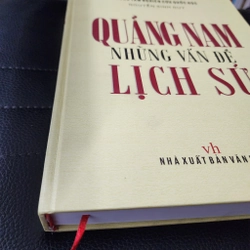 QUẢNG NAM
NHỮNG VẤN ĐỀ
LỊCH SỬ
vh
NHÀ XUẤT BẢN VĂN